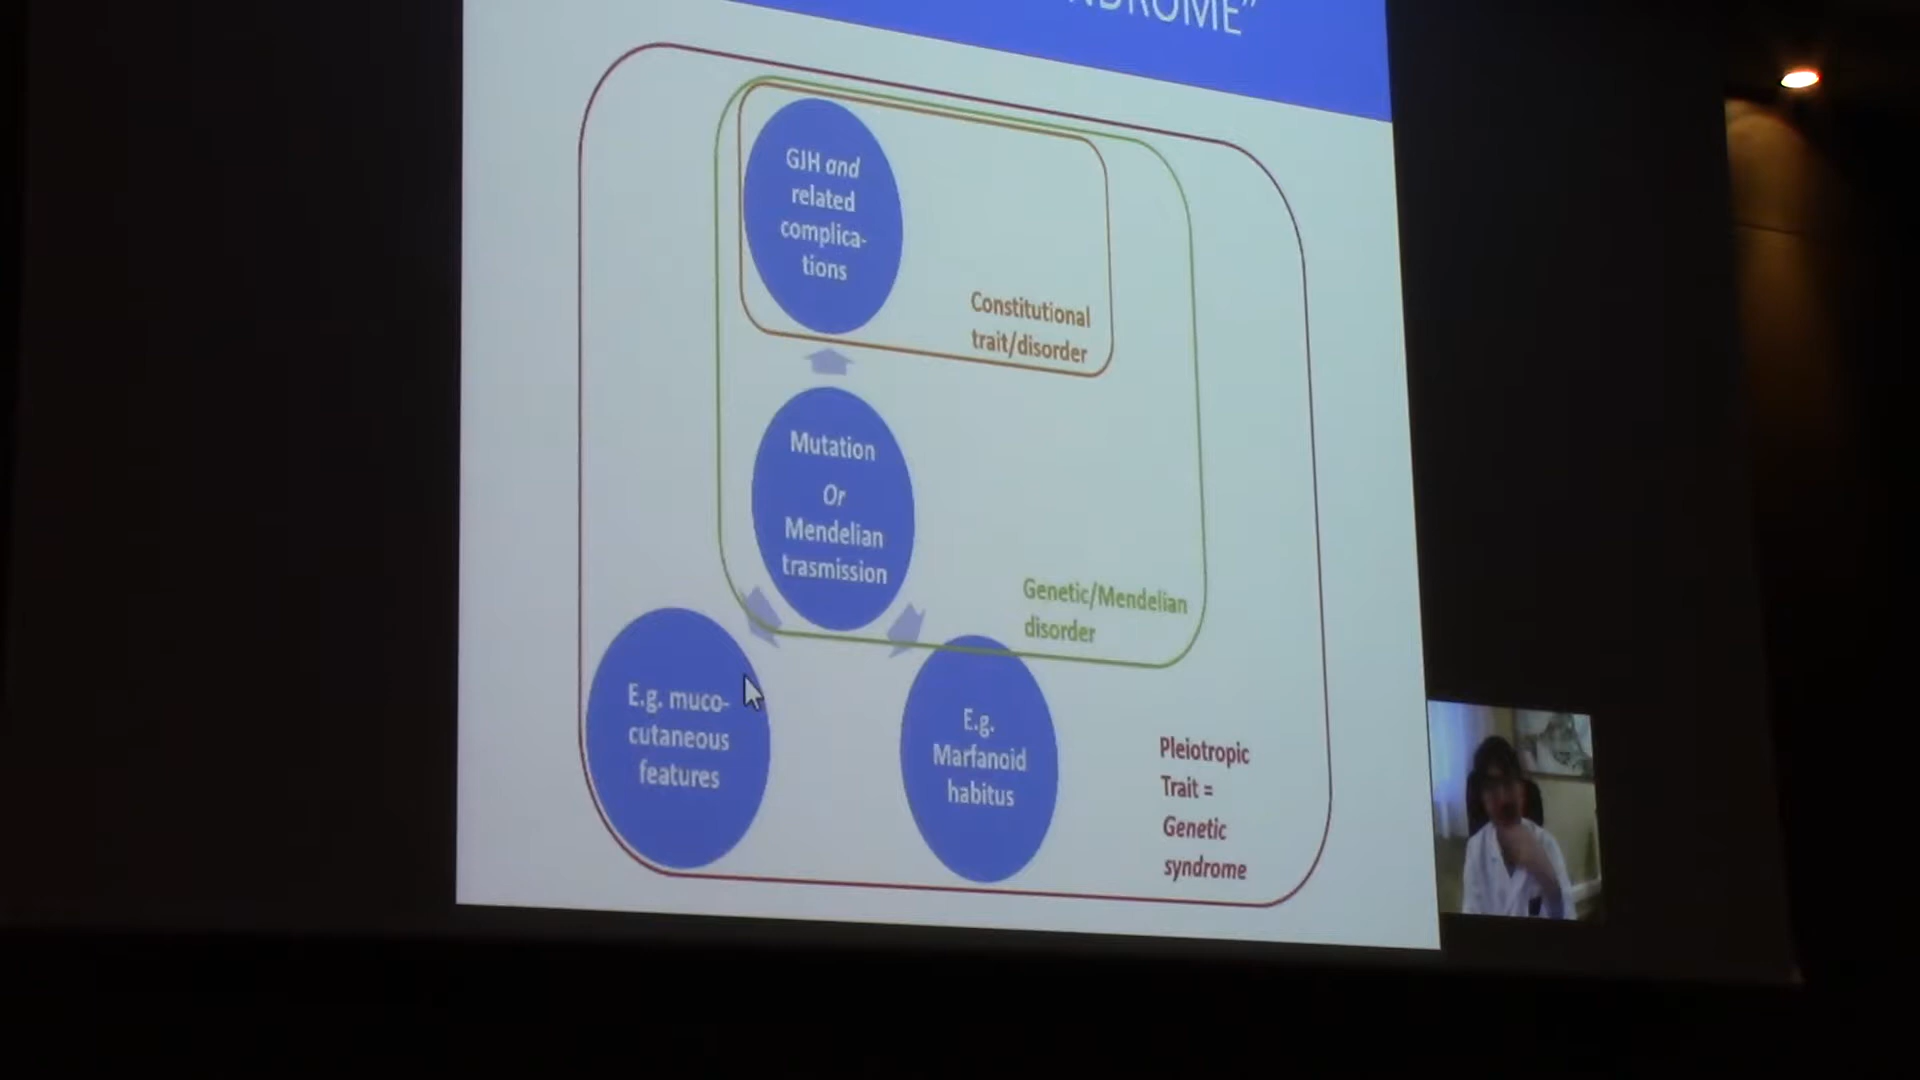 GJH and
related
complica-
tions
Constitutional
trait/disorder
Mutation
Or
Mendelian
trasmission
Genetic/Mendelian
disorder
E.g. muco-
cutaneous
features
E.g.
Marfanoid
habitus
Pleiotropic
Trait =
Genetic
syndrome